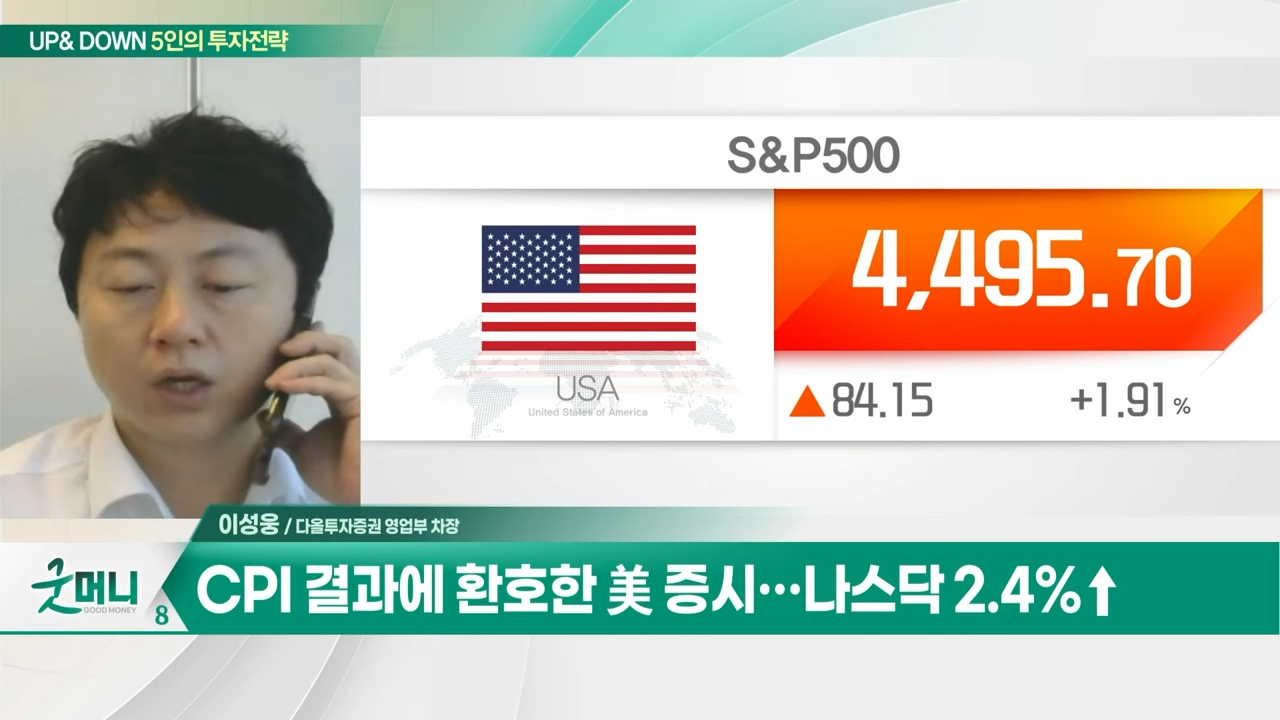 UP& DOWN 5인의 투자전략
S&P500
4,495.70
USA
United States of America
▲84.15 +1.91%
이성웅 / 다올투자증권 영업부 차장
굿머니
GOOD MONEY
8
CPI 결과에 환호한 美 증시…나스닥 2.4%↑